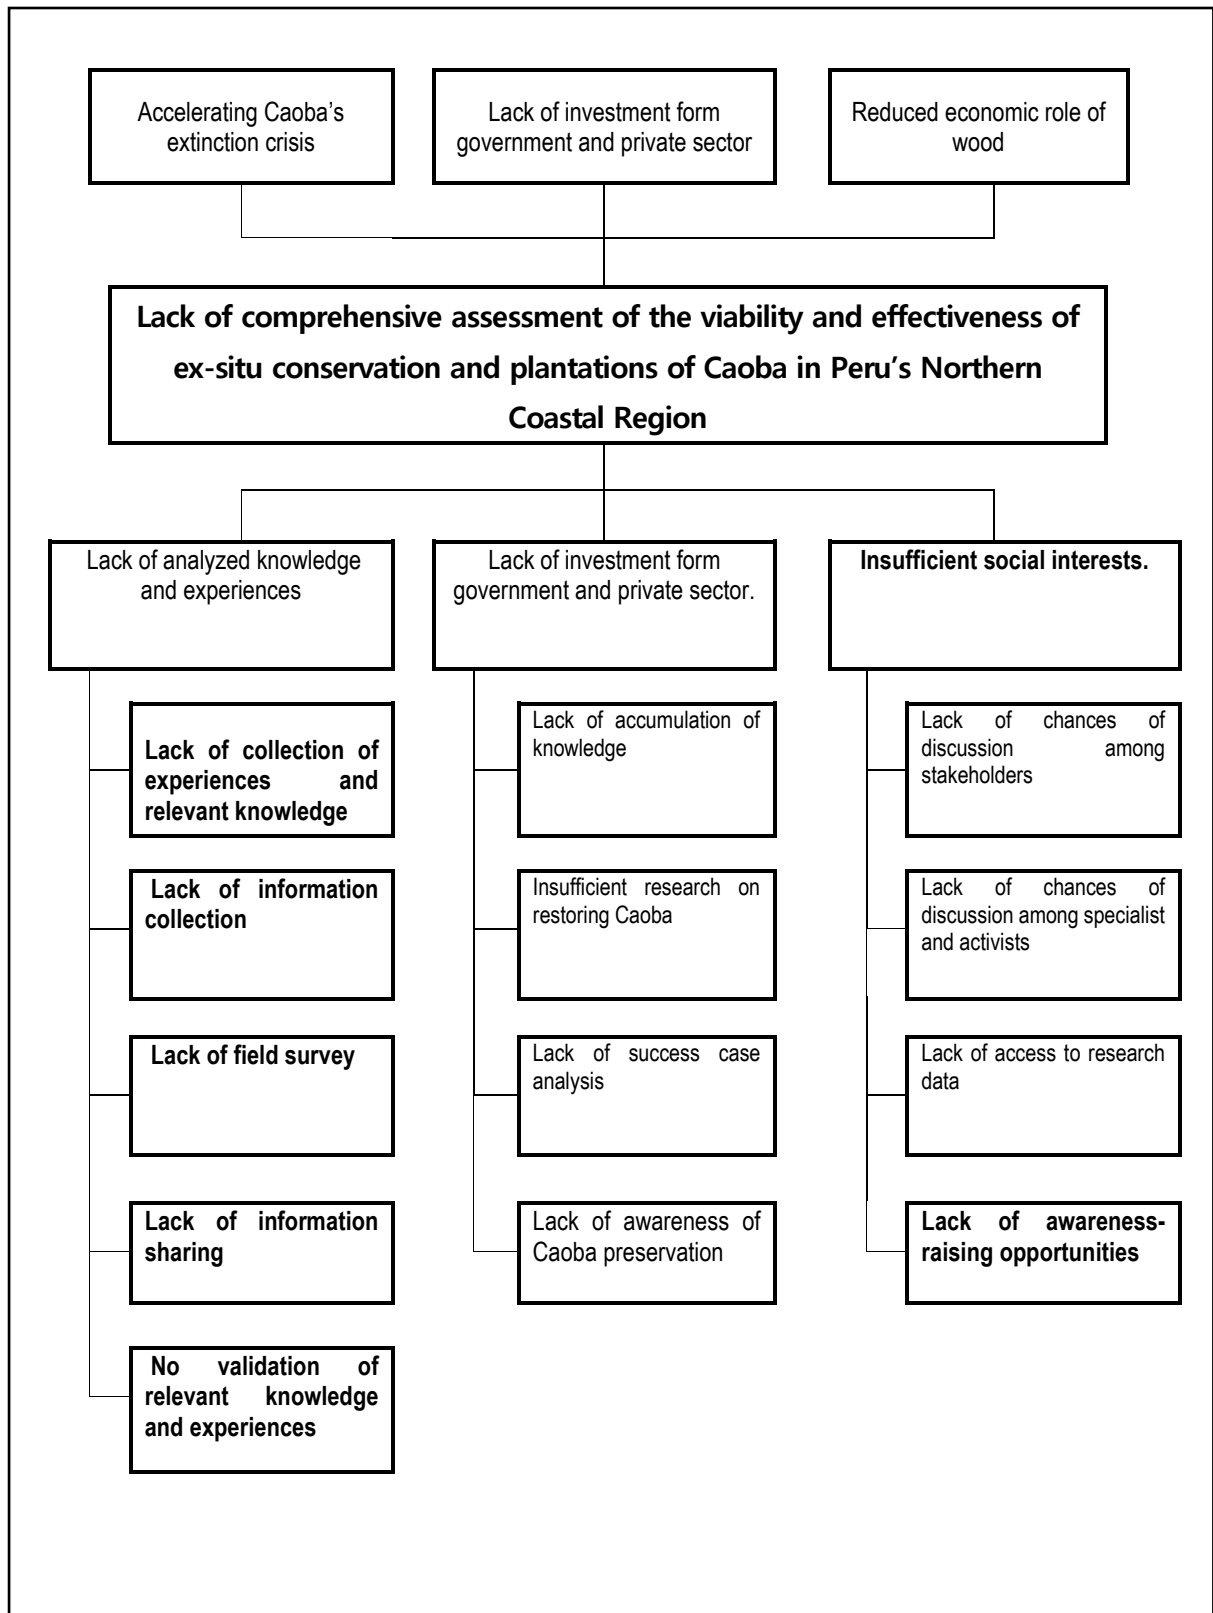 Accelerating Caoba's
extinction crisis
Lack of investment form
government and private sector
Reduced economic role of
wood
Lack of comprehensive assessment of the viability and effectiveness of
ex-situ conservation and plantations of Caoba in Peru's Northern
Coastal Region
Lack of analyzed knowledge
and experiences
Lack of collection of
experiences and
relevant knowledge
Lack of information
collection
Lack of field survey
Lack of information
sharing
No validation of
relevant knowledge
and experiences
Lack of investment form
government and private sector.
Lack of accumulation of
knowledge
Insufficient research on
restoring Caoba
Lack of success case
analysis
Lack of awareness of
Caoba preservation
Insufficient social interests.
Lack of chances of
discussion among
stakeholders
Lack of chances of
discussion among specialist
and activists
Lack of access to research
data
Lack of awareness-
raising opportunities